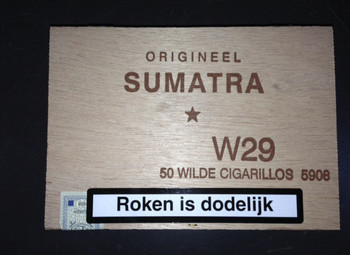 ORIGINEEL
SUMATRA
W29
50 WILDE CIGARILLOS 5908
Roken is dodelijk